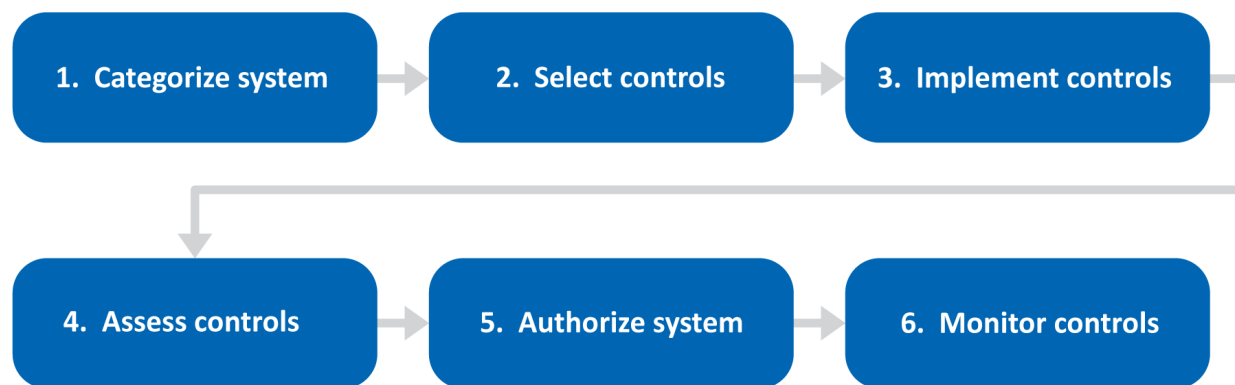 1. Categorize system
2. Select controls
3. Implement controls
4. Assess controls
5. Authorize system
6. Monitor controls